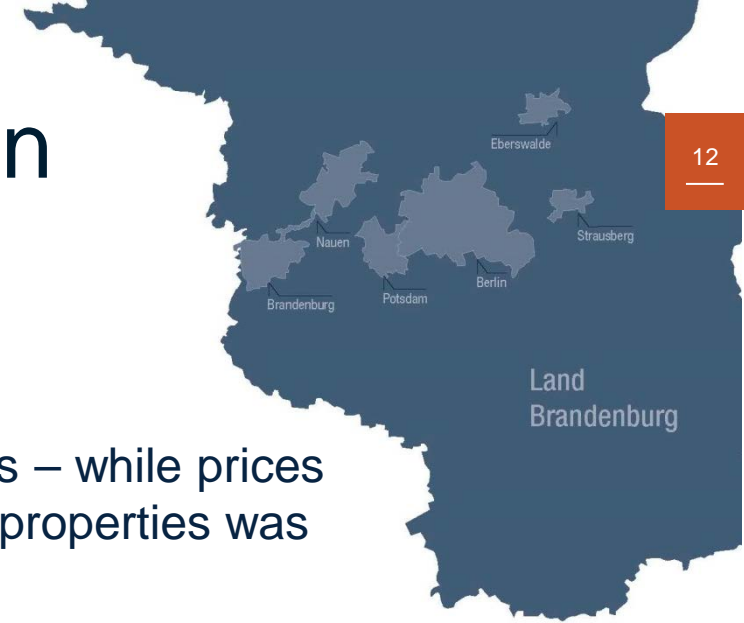 n
12
Eberswalde
Nauen
Strausberg
Berlin
Potsdam
Brandenburg
Land
Brandenburg
s – while prices
properties was